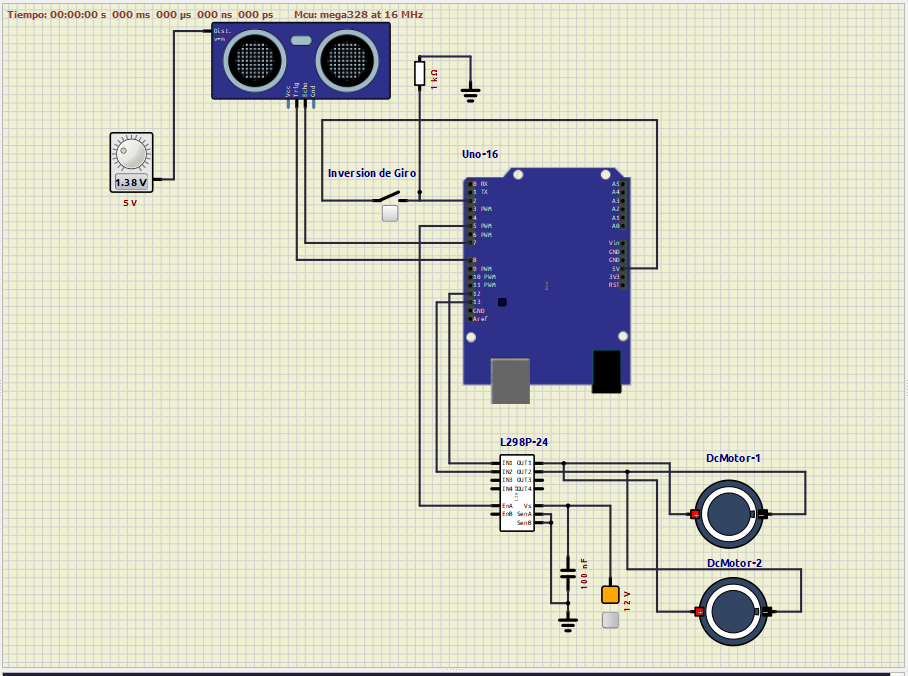 Tiempo: 00:00:00 s 000 ms 000 µs 000 ns 000 ps Mcu: mega328 at 16 MHz
Dist.
v=m
Vcc
Trig
Echo
Gnd
1 kΩ
1.38 V
5 V
Inversion de Giro
Uno-16
0 RX
1 TX
2
3 PWM
4
5 PWM
6 PWM
7
8
9 PWM
10 PWM
11 PWM
12
13
GND
Aref
A5
A4
A3
A2
A1
A0
Vin
GND
GND
5V
3V3
RST
L298P-24
IN1 OUT1
IN2 OUT2
IN3 OUT3
IN4 OUT4
EnA Vs
EnB SenA
SenB
DcMotor-1
DcMotor-2
100 nF
12 V